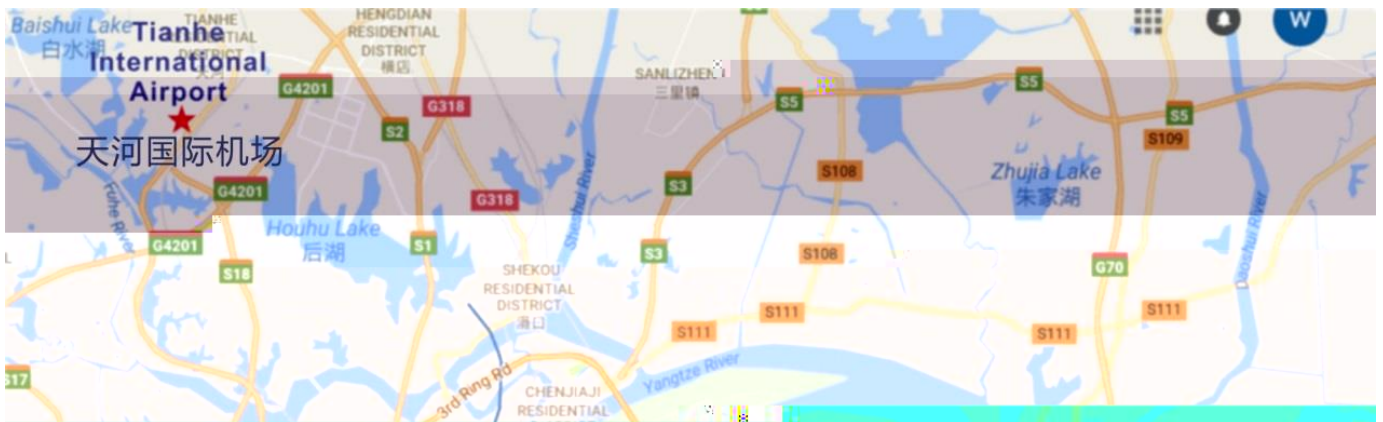 Baishui Lake
白水湖
Tianhe
International
Airport
天河国际机场
TIANHE
DISTRICT
HENGDIAN
RESIDENTIAL
DISTRICT
横店
W
SANLIZHEN
三里镇
G4201
G318
S2
S5
S5
S5
S109
S108
S3
Zhujia Lake
朱家湖
G4201
G318
Fuhe River
Houhu Lake
后湖
Sheshui River
Daoshui River
G4201
S18
S1
S3
S108
G70
SHEKOU
RESIDENTIAL
DISTRICT
S111
S111
S111
S111
S17
3rd Ring Rd
Yangtze River
CHENJIAJI
RESIDENTIAL